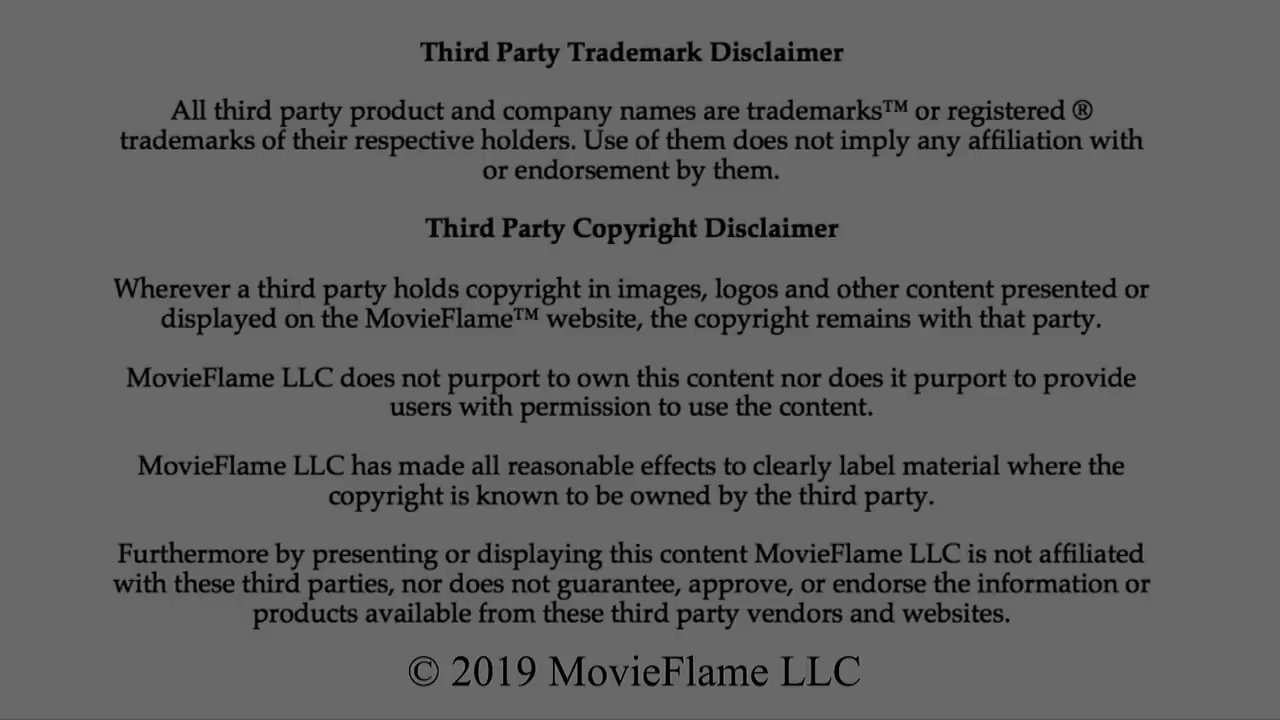 Third Party Trademark Disclaimer
All third party product and company names are trademarks™ or registered ®
trademarks of their respective holders. Use of them does not imply any affiliation with
or endorsement by them.
Third Party Copyright Disclaimer
Wherever a third party holds copyright in images, logos and other content presented or
displayed on the MovieFlame™ website, the copyright remains with that party.
MovieFlame LLC does not purport to own this content nor does it purport to provide
users with permission to use the content.
MovieFlame LLC has made all reasonable effects to clearly label material where the
copyright is known to be owned by the third party.
Furthermore by presenting or displaying this content MovieFlame LLC is not affiliated
with these third parties, nor does not guarantee, approve, or endorse the information or
products available from these third party vendors and websites.
© 2019 MovieFlame LLC